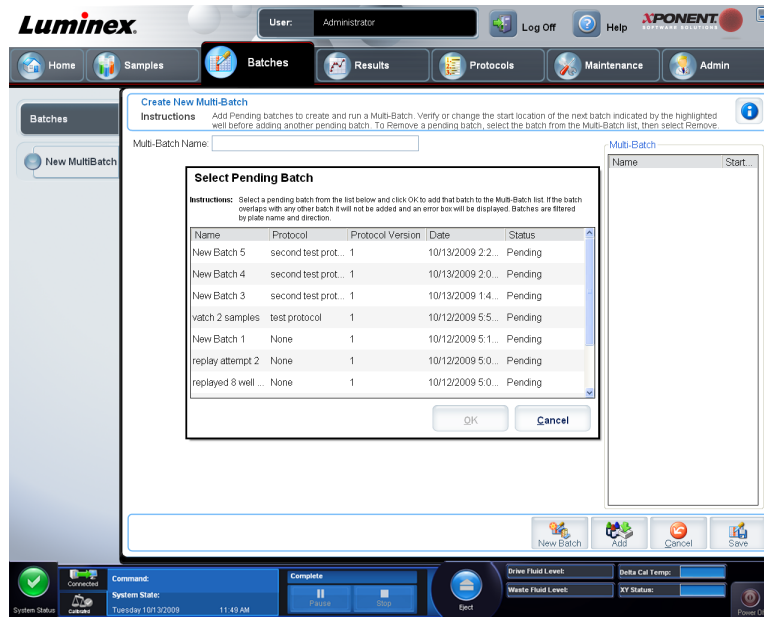 Luminex.
User:
Administrator
Log Off
Help
XPONENT.
SOFTWARE SOLUTIONS
Home
Samples
Batches
Results
Protocols
Maintenance
Admin
Batches
New MultiBatch
Create New Multi-Batch
Instructions Add Pending batches to create and run a Multi-Batch. Verify or change the start location of the next batch indicated by the highlighted
well before adding another pending batch. To Remove a pending batch, select the batch from the Multi-Batch list, then select Remove.
Multi-Batch Name:
Multi-Batch
Name Start...
Select Pending Batch
Instructions: Select a pending batch from the list below and click OK to add that batch to the Multi-Batch list. If the batch
overlaps with any other batch it will not be added and an error box will be displayed. Batches are filtered
by plate name and direction.
Name Protocol Protocol Version Date Status
New Batch 5 second test prot... 1 10/13/2009 2:2... Pending
New Batch 4 second test prot... 1 10/13/2009 2:0... Pending
New Batch 3 second test prot... 1 10/13/2009 1:4... Pending
vatch 2 samples test protocol 1 10/12/2009 5:5... Pending
New Batch 1 None 1 10/12/2009 5:1... Pending
replay attempt 2 None 1 10/12/2009 5:0... Pending
replayed 8 well ... None 1 10/12/2009 5:0... Pending
OK
Cancel
New Batch
Add
Cancel
Save
System Status
Connected
Calibrated
Command:
System State:
Tuesday 10/13/2009 11:49 AM
Complete
Pause
Stop
Eject
Drive Fluid Level:
Waste Fluid Level:
Delta Cal Temp:
XY Status:
Power Of